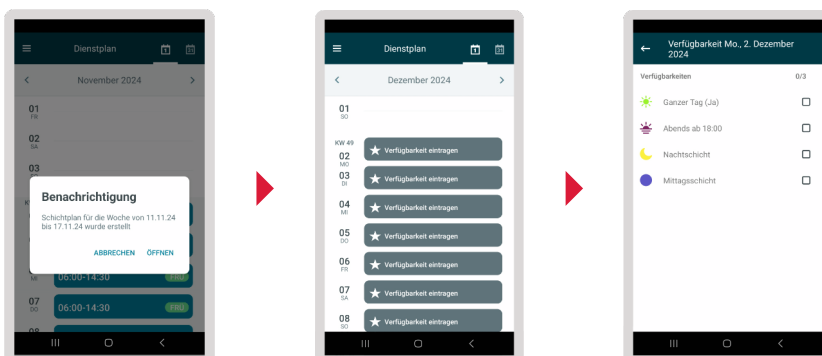 Dienstplan
November 2024
01
FR
02
SA
03
Benachrichtigung
Schichtplan für die Woche von 11.11.24
bis 17.11.24 wurde erstellt
ABBRECHEN ÖFFNEN
MI
06:00-14:30
FRÜ
07
DO
06:00-14:30
FRÜ
08
Dienstplan
Dezember 2024
01
SO
KW 49
02
MO
Verfügbarkeit eintragen
03
DI
Verfügbarkeit eintragen
04
MI
Verfügbarkeit eintragen
05
DO
Verfügbarkeit eintragen
06
FR
Verfügbarkeit eintragen
07
SA
Verfügbarkeit eintragen
08
SO
Verfügbarkeit eintragen
Verfügbarkeit Mo., 2. Dezember
2024
Verfügbarkeiten 0/3
Ganzer Tag (Ja)
Abends ab 18:00
Nachtschicht
Mittagsschicht